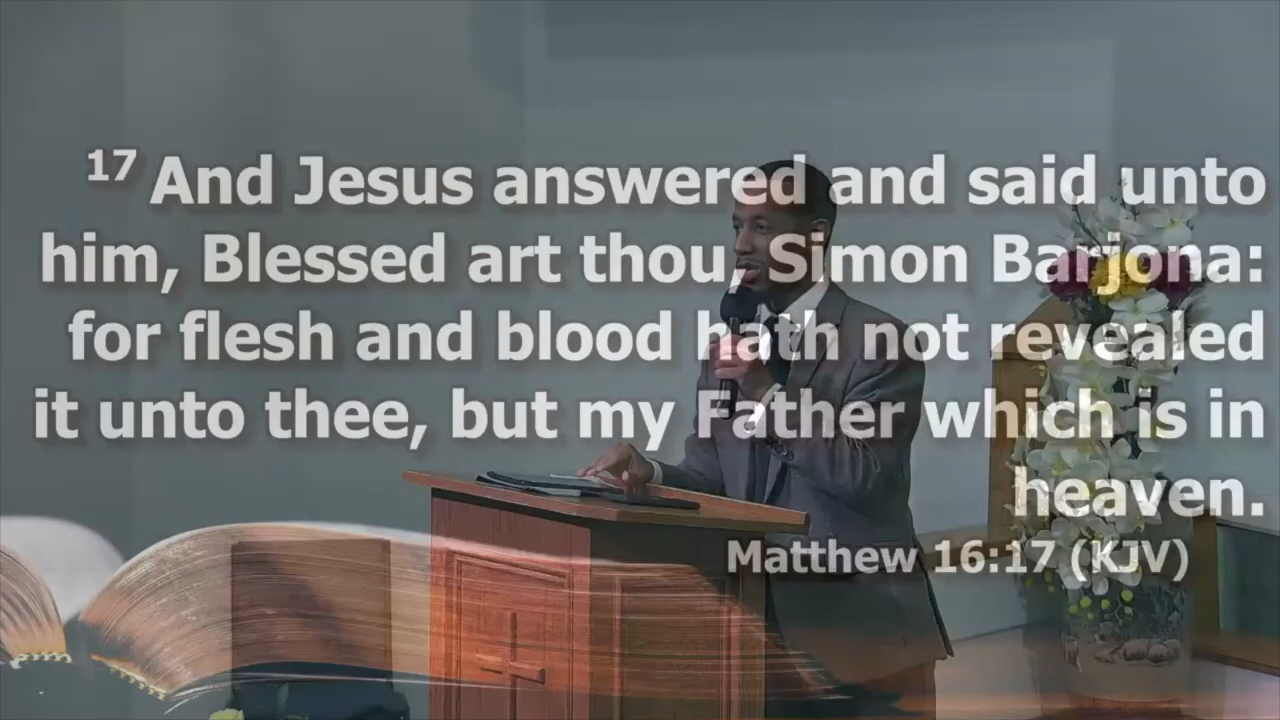 17 And Jesus answered and said unto
him, Blessed art thou, Simon Barjona:
for flesh and blood hath not revealed
it unto thee, but my Father which is in
heaven.
Matthew 16:17 (KJV)